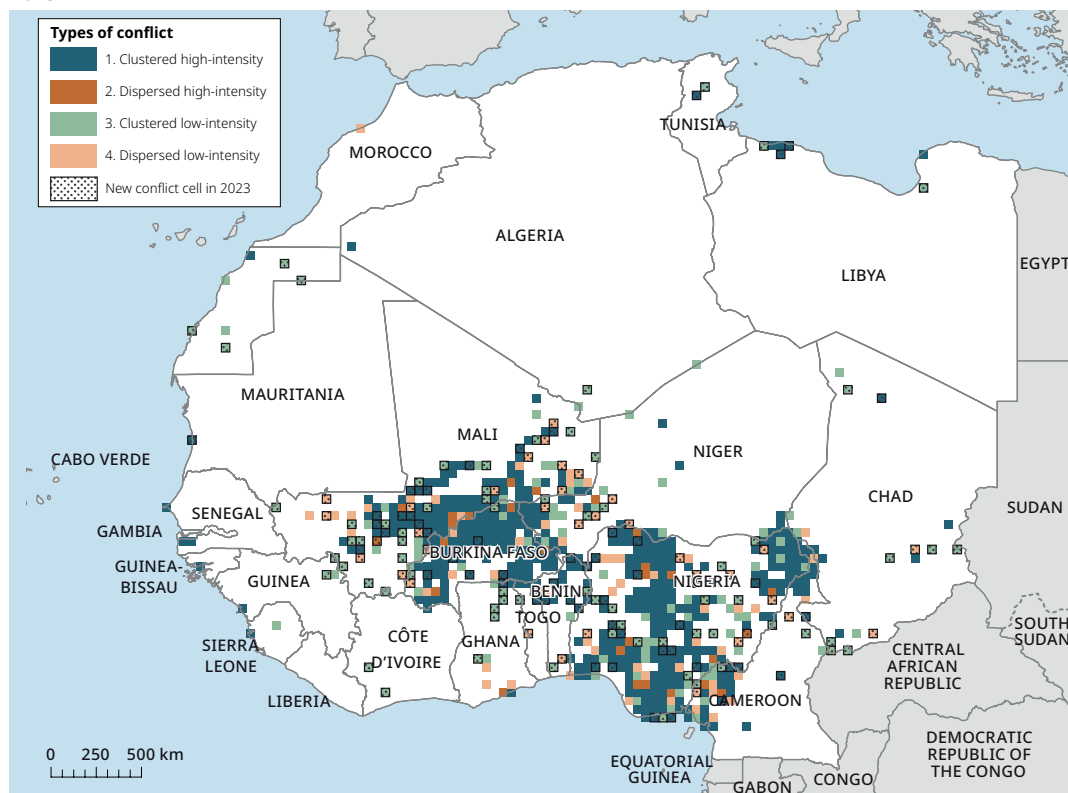 Types of conflict
1. Clustered high-intensity
2. Dispersed high-intensity
3. Clustered low-intensity
4. Dispersed low-intensity
New conflict cell in 2023
TUNISIA
MOROCCO
ALGERIA
LIBYA
EGYPT
MAURITANIA
MALI
NIGER
CABO VERDE
CHAD
SENEGAL
SUDAN
GAMBIA
BURKINA FASO
GUINEA-
BISSAU
GUINEA
NIGERIA
BENIN
TOGO
CÔTE
D'IVOIRE
GHANA
SIERRA
LEONE
SOUTH
SUDAN
CENTRAL
AFRICAN
REPUBLIC
LIBERIA
CAMEROON
0 250 500 km
EQUATORIAL
GUINEA
GABON
CONGO
DEMOCRATIC
REPUBLIC OF
THE CONGO